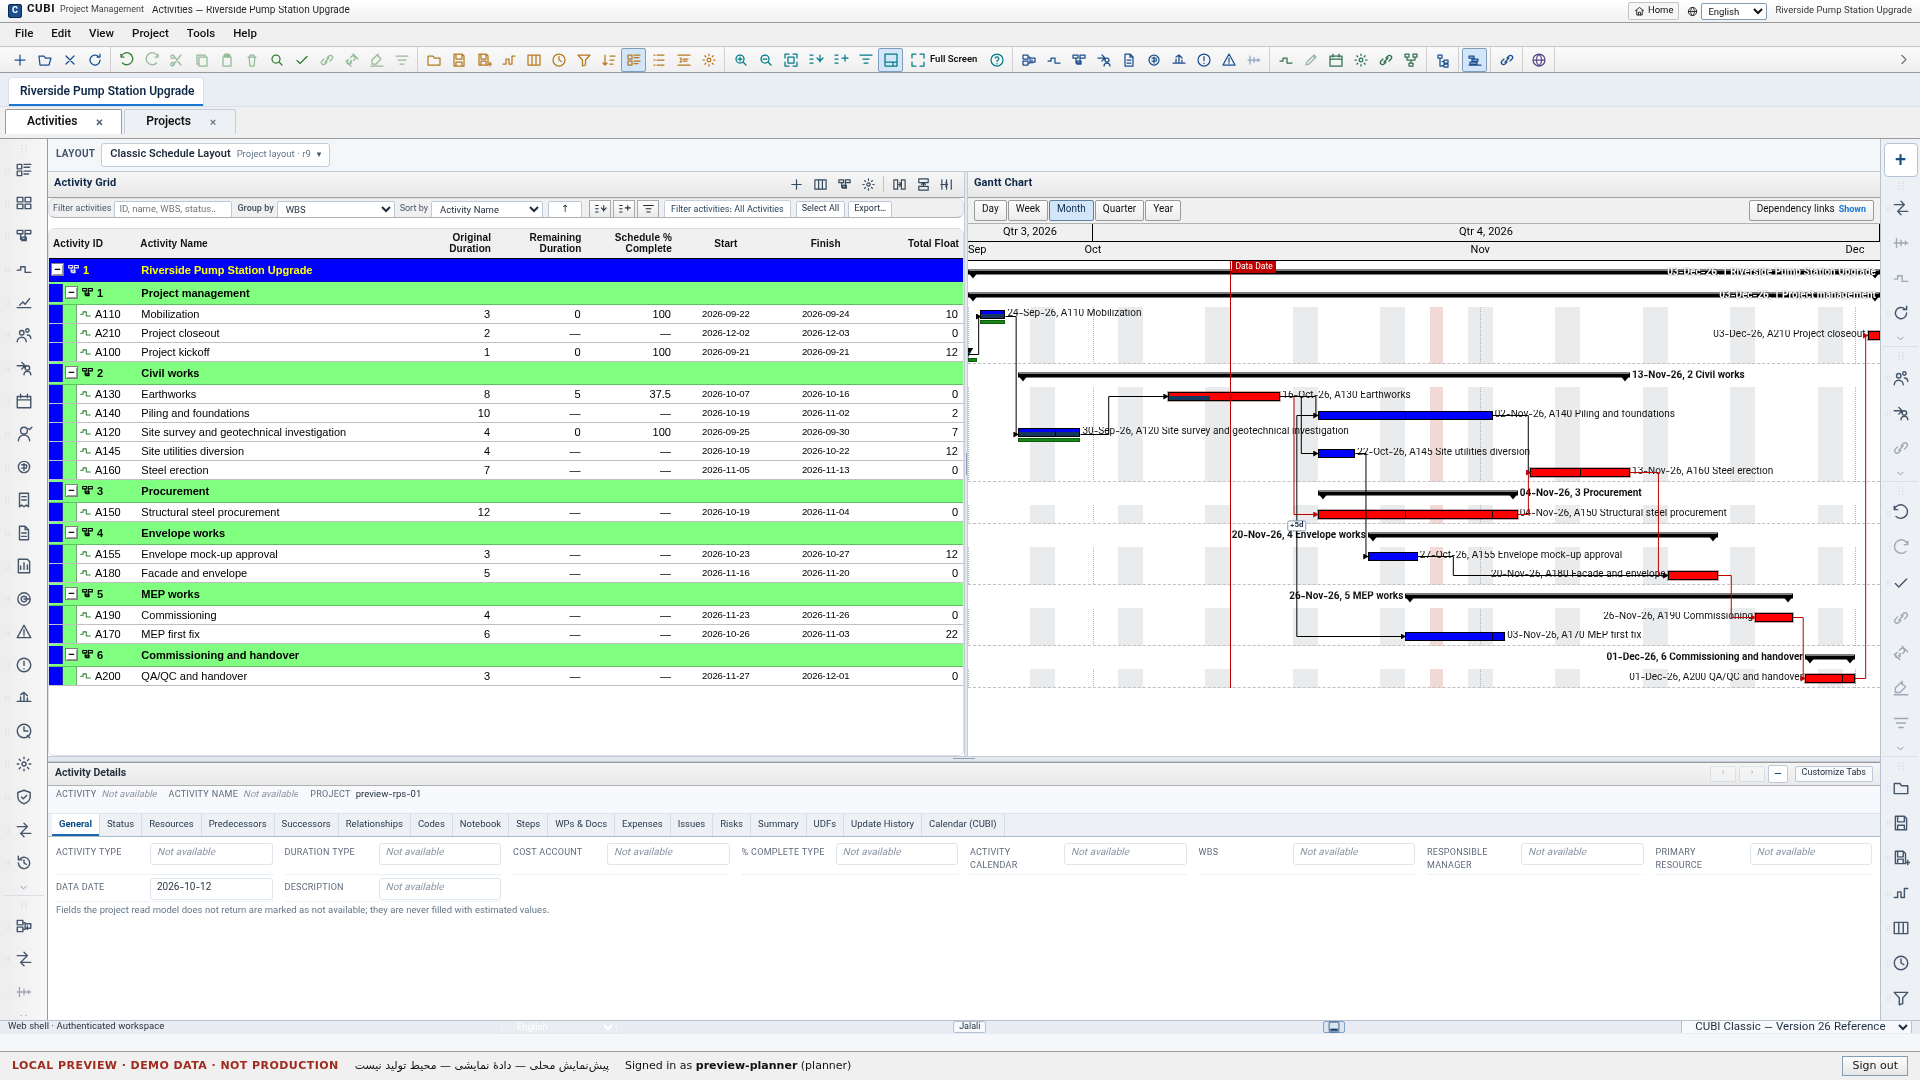 CUBI Project Management Activities — Riverside Pump Station Upgrade Home English Riverside Pump Station Upgrade
File Edit View Project Tools Help
Full Screen
Riverside Pump Station Upgrade
Activities × Projects ×
LAYOUT Classic Schedule Layout Project layout · r9
Activity Grid
Filter activities ID, name, WBS, status.. Group by WBS Sort by Activity Name Filter activities: All Activities Select All Export...
Activity ID Activity Name Original Duration Remaining Duration Schedule % Complete Start Finish Total Float
1 Riverside Pump Station Upgrade
1 Project management
A110 Mobilization 3 0 100 2026-09-22 2026-09-24 10
A210 Project closeout 2 — — 2026-12-02 2026-12-03 0
A100 Project kickoff 1 0 100 2026-09-21 2026-09-21 12
2 Civil works
A130 Earthworks 8 5 37.5 2026-10-07 2026-10-16 0
A140 Piling and foundations 10 — — 2026-10-19 2026-11-02 2
A120 Site survey and geotechnical investigation 4 0 100 2026-09-25 2026-09-30 7
A145 Site utilities diversion 4 — — 2026-10-19 2026-10-22 12
A160 Steel erection 7 — — 2026-11-05 2026-11-13 0
3 Procurement
A150 Structural steel procurement 12 — — 2026-10-19 2026-11-04 0
4 Envelope works
A155 Envelope mock-up approval 3 — — 2026-10-23 2026-10-27 12
A180 Facade and envelope 5 — — 2026-11-16 2026-11-20 0
5 MEP works
A190 Commissioning 4 — — 2026-11-23 2026-11-26 0
A170 MEP first fix 6 — — 2026-10-26 2026-11-03 22
6 Commissioning and handover
A200 QA/QC and handover 3 — — 2026-11-27 2026-12-01 0
Gantt Chart
Day Week Month Quarter Year Dependency links Shown
Qtr 3, 2026 Qtr 4, 2026
Sep Oct Nov Dec
Data Date
03-Dec-26, 1 Riverside Pump Station Upgrade
03-Dec-26, 1 Project management
24-Sep-26, A110 Mobilization
03-Dec-26, A210 Project closeout
13-Nov-26, 2 Civil works
16-Oct-26, A130 Earthworks
02-Nov-26, A140 Piling and foundations
30-Sep-26, A120 Site survey and geotechnical investigation
22-Oct-26, A145 Site utilities diversion
13-Nov-26, A160 Steel erection
04-Nov-26, 3 Procurement
04-Nov-26, A150 Structural steel procurement
+5d
20-Nov-26, 4 Envelope works
27-Oct-26, A155 Envelope mock-up approval
20-Nov-26, A180 Facade and envelope
26-Nov-26, 5 MEP works
26-Nov-26, A190 Commissioning
03-Nov-26, A170 MEP first fix
01-Dec-26, 6 Commissioning and handover
01-Dec-26, A200 QA/QC and handover
Activity Details Customize Tabs
ACTIVITY Not available ACTIVITY NAME Not available PROJECT preview-rps-01
General Status Resources Predecessors Successors Relationships Codes Notebook Steps WPs & Docs Expenses Issues Risks Summary UDFs Update History Calendar (CUBI)
ACTIVITY TYPE Not available DURATION TYPE Not available COST ACCOUNT Not available % COMPLETE TYPE Not available ACTIVITY CALENDAR Not available WBS Not available RESPONSIBLE MANAGER Not available PRIMARY RESOURCE Not available
DATA DATE 2026-10-12 DESCRIPTION Not available
Fields the project read model does not return are marked as not available; they are never filled with estimated values.
Web shell · Authenticated workspace English Jalali CUBI Classic — Version 26 Reference
LOCAL PREVIEW · DEMO DATA · NOT PRODUCTION پیش‌نمایش محلی — دادهٔ نمایشی — محیط تولید نیست Signed in as preview-planner (planner) Sign out